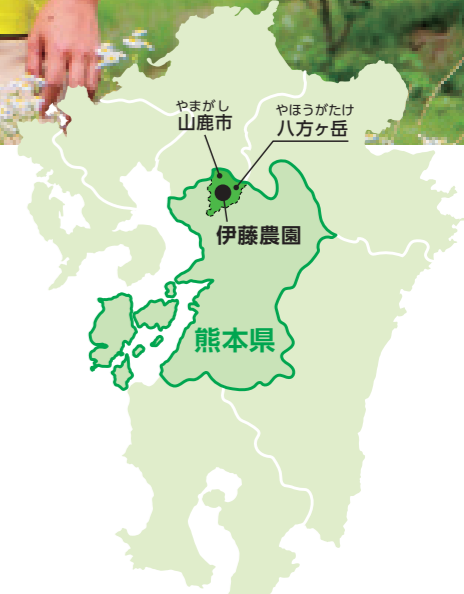 やまがし
山鹿市
やほうがたけ
八方ヶ岳
伊藤農園
熊本県